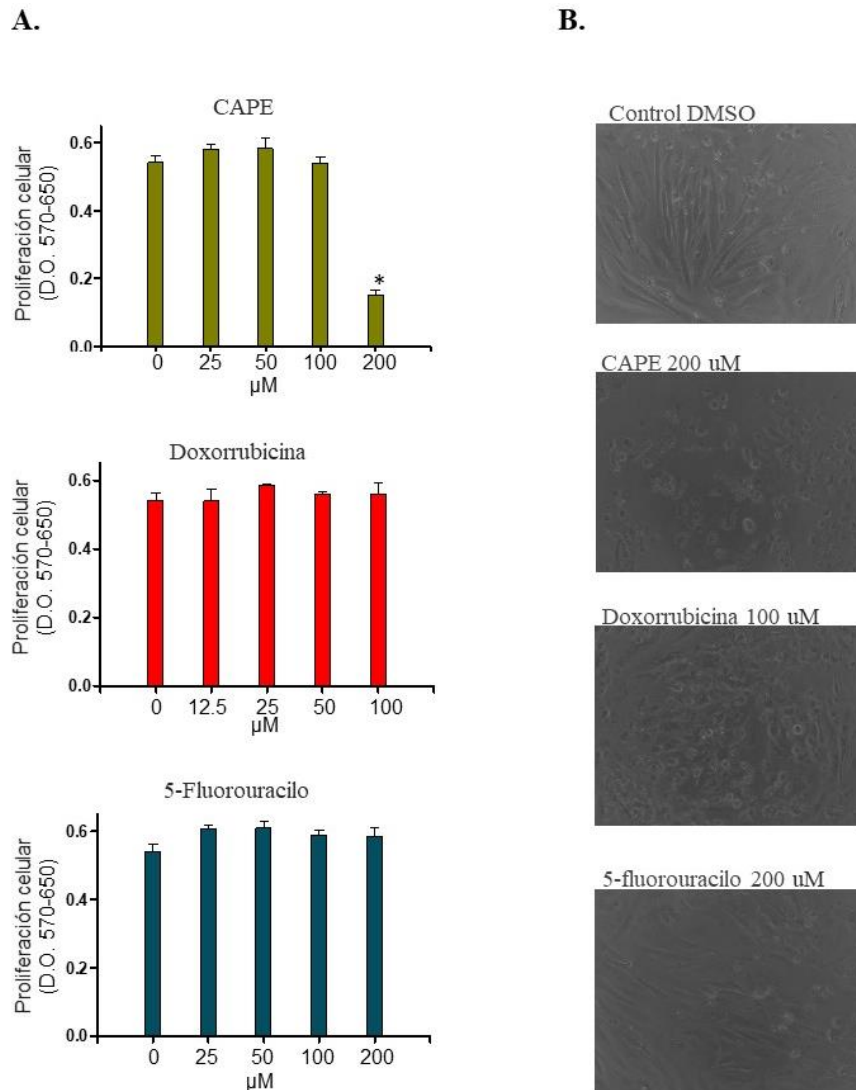 A.
CAPE
Proliferación celular
(D.O. 570-650)
0.6
0.4
0.2
0.0
0 25 50 100 200
*
µM
Doxorrubicina
Proliferación celular
(D.O. 570-650)
0.6
0.4
0.2
0.0
0 12.5 25 50 100
µM
5-Fluorouracilo
Proliferación celular
(D.O. 570-650)
0.6
0.4
0.2
0.0
0 25 50 100 200
µM
B.
Control DMSO
CAPE 200 uM
Doxorrubicina 100 uM
5-fluorouracilo 200 uM